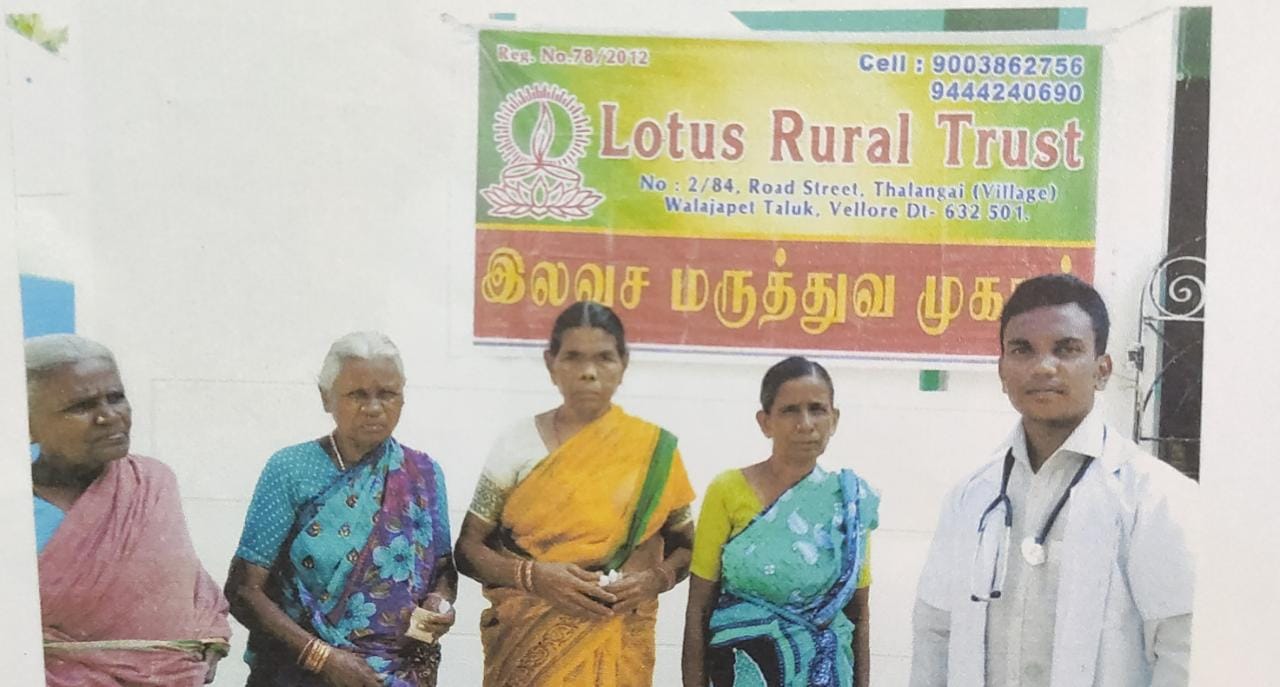 Reg. No.78/2012
Cell : 9003862756
9444240690
Lotus Rural Trust
No : 2/84, Road Street, Thalangai (Village)
Walajapet Taluk, Vellore Dt- 632 501.
இலவச மருத்துவ